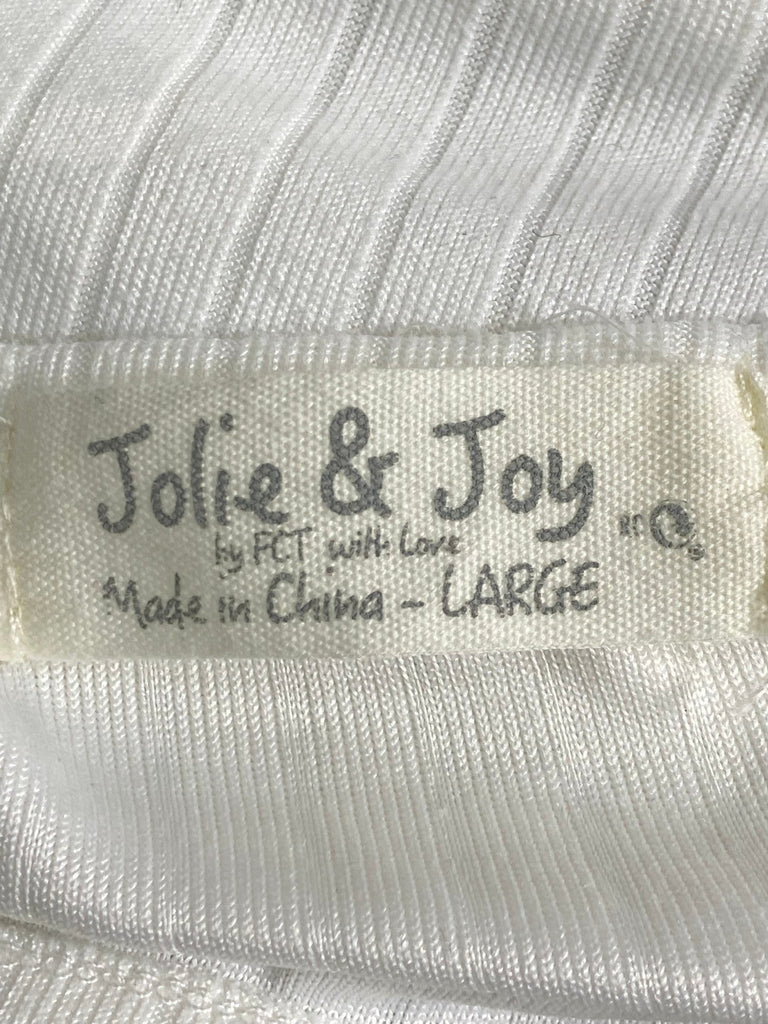 Jolie & Joy
by FCT with Love
Made in China - LARGE